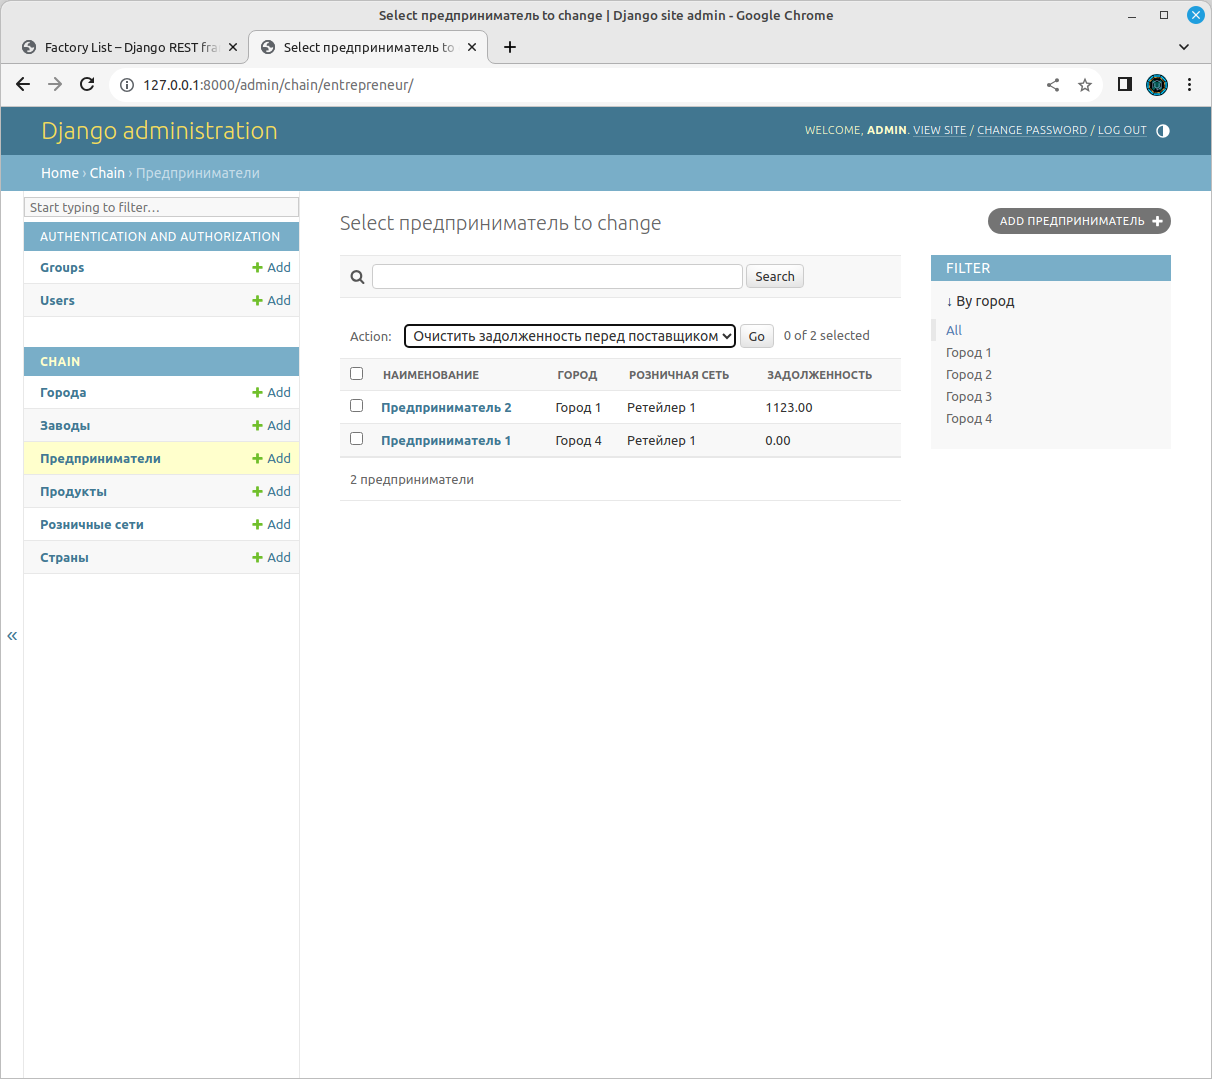 Select предприниматель to change | Django site admin - Google Chrome
Factory List – Django REST fra
Select предприниматель to
127.0.0.1:8000/admin/chain/entrepreneur/
Django administration
WELCOME, ADMIN. VIEW SITE / CHANGE PASSWORD / LOG OUT
Home › Chain › Предприниматели
Start typing to filter...
AUTHENTICATION AND AUTHORIZATION
Groups Add
Users Add
CHAIN
Города Add
Заводы Add
Предприниматели Add
Продукты Add
Розничные сети Add
Страны Add
«
Select предприниматель to change
ADD ПРЕДПРИНИМАТЕЛЬ
Search
Action: Очистить задолженность перед поставщиком Go 0 of 2 selected
НАИМЕНОВАНИЕ ГОРОД РОЗНИЧНАЯ СЕТЬ ЗАДОЛЖЕННОСТЬ
Предприниматель 2 Город 1 Ретейлер 1 1123.00
Предприниматель 1 Город 4 Ретейлер 1 0.00
2 предприниматели
FILTER
↓ By город
All
Город 1
Город 2
Город 3
Город 4